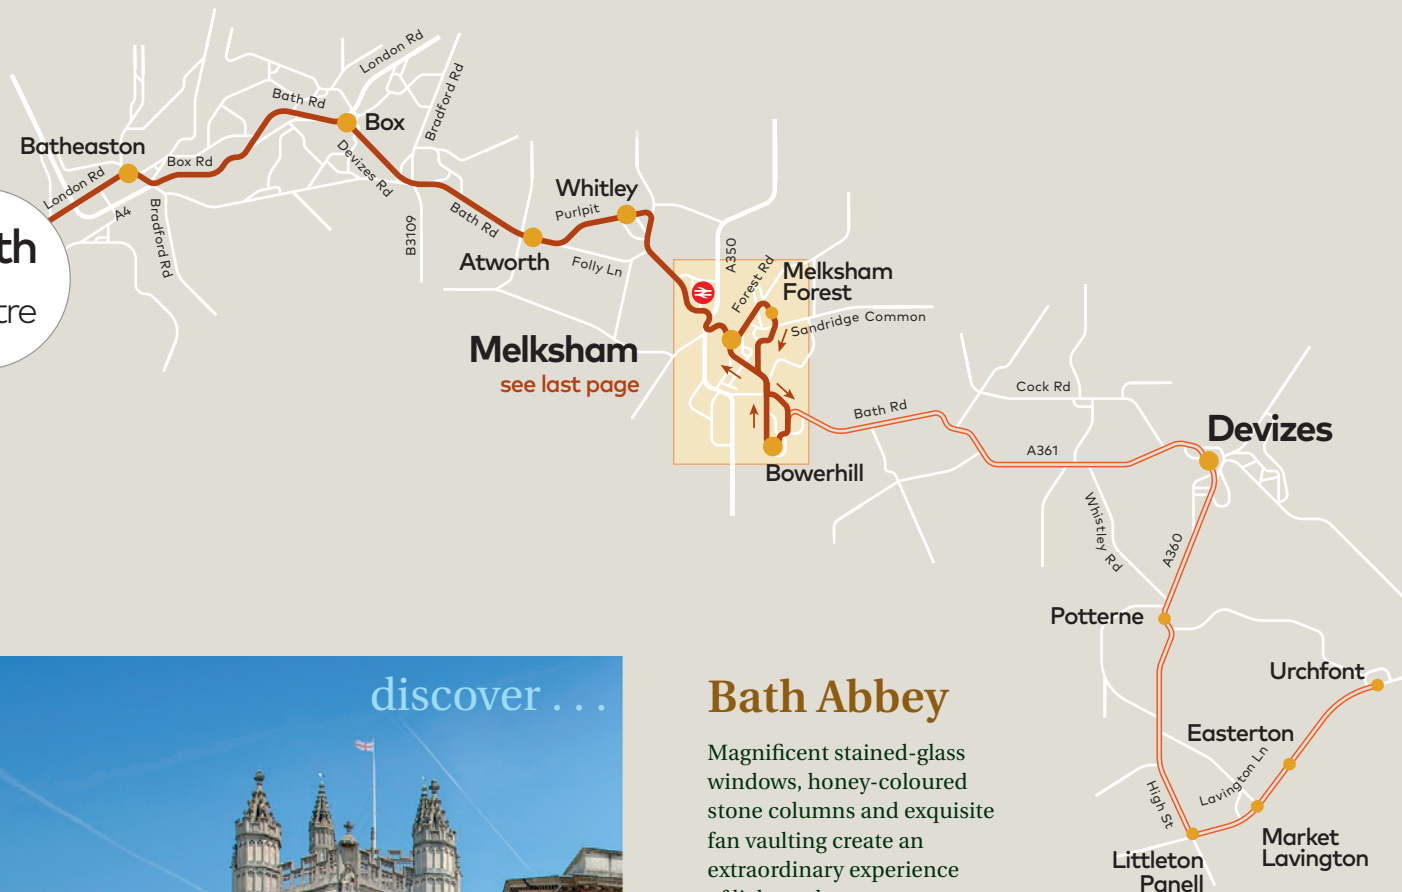 London Rd
Bradford Rd
Bath Rd
Box
Batheaston
Box Rd
Devizes Rd
London Rd
A4
Bradford Rd
th
tre
B3109
Bath Rd
Whitley
Purlpit
Atworth
Folly Ln
A350
Forest Rd
Melksham
Forest
Sandridge Common
Melksham
see last page
Bowerhill
Bath Rd
Cock Rd
A361
Devizes
Whistley Rd
A360
Potterne
Urchfont
Easterton
Lavington Ln
High St
Market
Lavington
Littleton
Panell
discover . . .
Bath Abbey
Magnificent stained-glass
windows, honey-coloured
stone columns and exquisite
fan vaulting create an
extraordinary experience